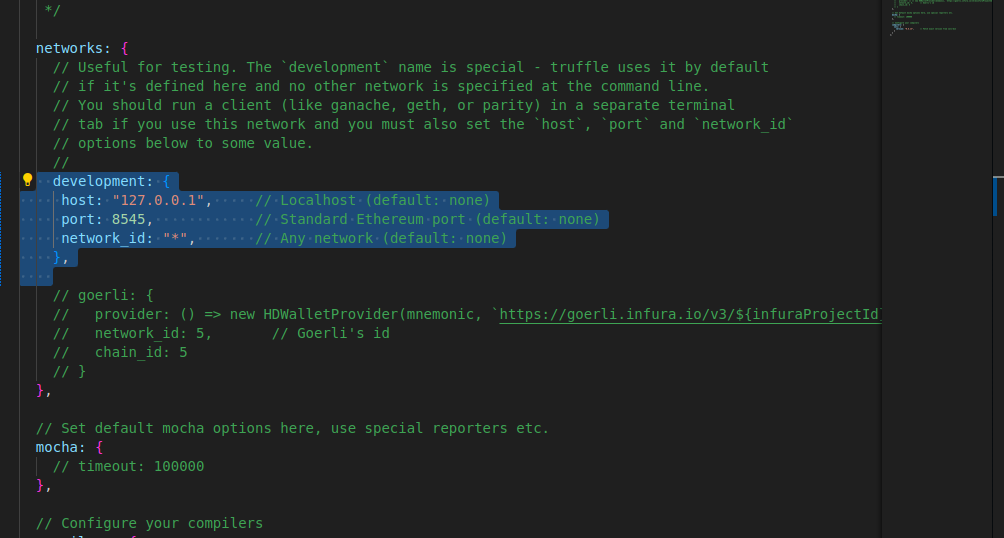 */
networks: {
// Useful for testing. The `development` name is special - truffle uses it by default
// if it's defined here and no other network is specified at the command line.
// You should run a client (like ganache, geth, or parity) in a separate terminal
// tab if you use this network and you must also set the `host`, `port` and `network_id`
// options below to some value.
//
development: {
host: "127.0.0.1", // Localhost (default: none)
port: 8545, // Standard Ethereum port (default: none)
network_id: "*", // Any network (default: none)
},
// goerli: {
// provider: () => new HDWalletProvider(mnemonic, `https://goerli.infura.io/v3/${infuraProjectId
// network_id: 5, // Goerli's id
// chain_id: 5
// }
},
// Set default mocha options here, use special reporters etc.
mocha: {
// timeout: 100000
},
// Configure your compilers